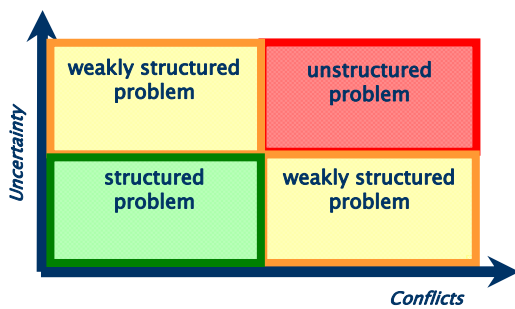 weakly structured
problem
unstructured
problem
Uncertainty
structured
problem
weakly structured
problem
Conflicts